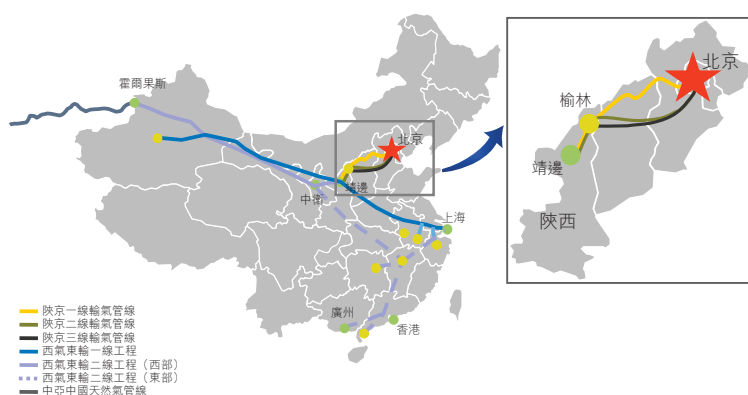 霍爾果斯
北京
靖邊
中衛
上海
廣州
香港
陝京一線輸氣管線
陝京二線輸氣管線
陝京三線輸氣管線
西氣東輸一線工程
西氣東輸二線工程（西部）
西氣東輸二線工程（東部）
中亞中國天然氣管線
北京
榆林
靖邊
陝西